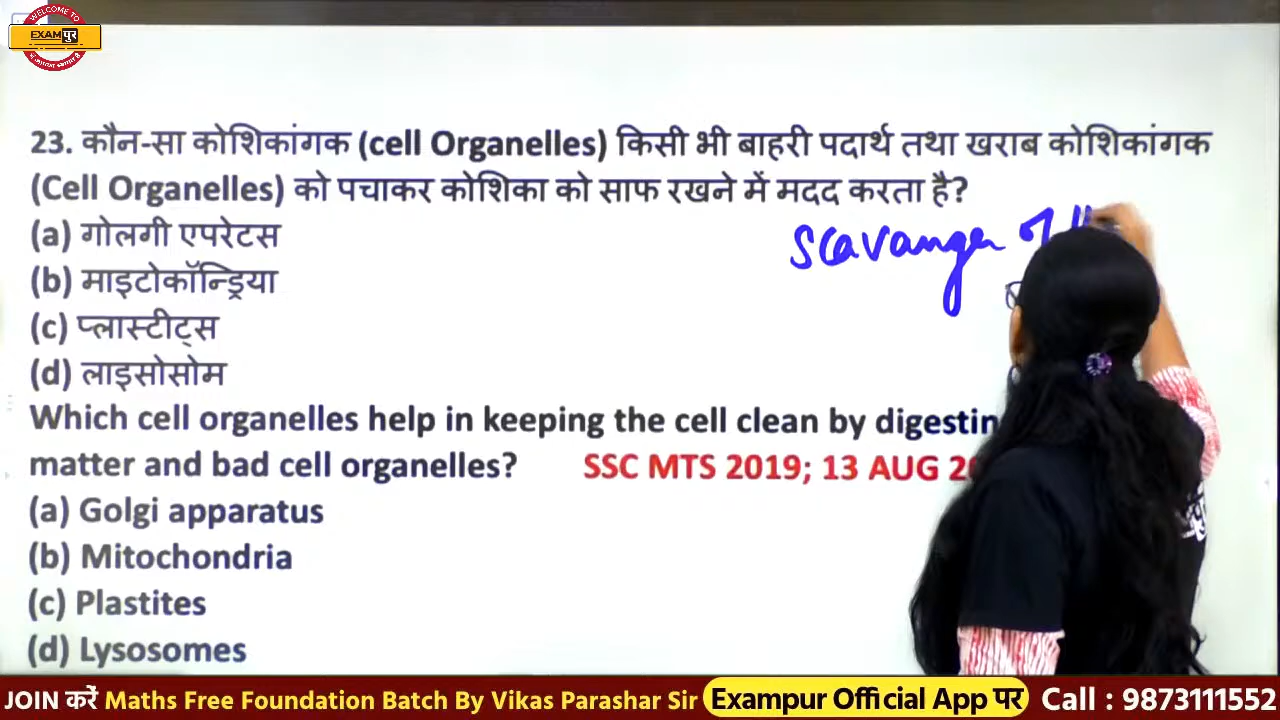 WELCOME TO
EXAMपुर
23. कौन-सा कोशिकांगक (cell Organelles) किसी भी बाहरी पदार्थ तथा खराब कोशिकांगक
(Cell Organelles) को पचाकर कोशिका को साफ रखने में मदद करता है?
(a) गोलगी एपरेटस
Scavanger of
(b) माइटोकॉन्ड्रिया
(c) प्लास्टीट्स
(d) लाइसोसोम
Which cell organelles help in keeping the cell clean by digestin
matter and bad cell organelles? SSC MTS 2019; 13 AUG
(a) Golgi apparatus
(b) Mitochondria
(c) Plastites
(d) Lysosomes
JOIN करें Maths Free Foundation Batch By Vikas Parashar Sir Exampur Official App पर Call : 9873111552